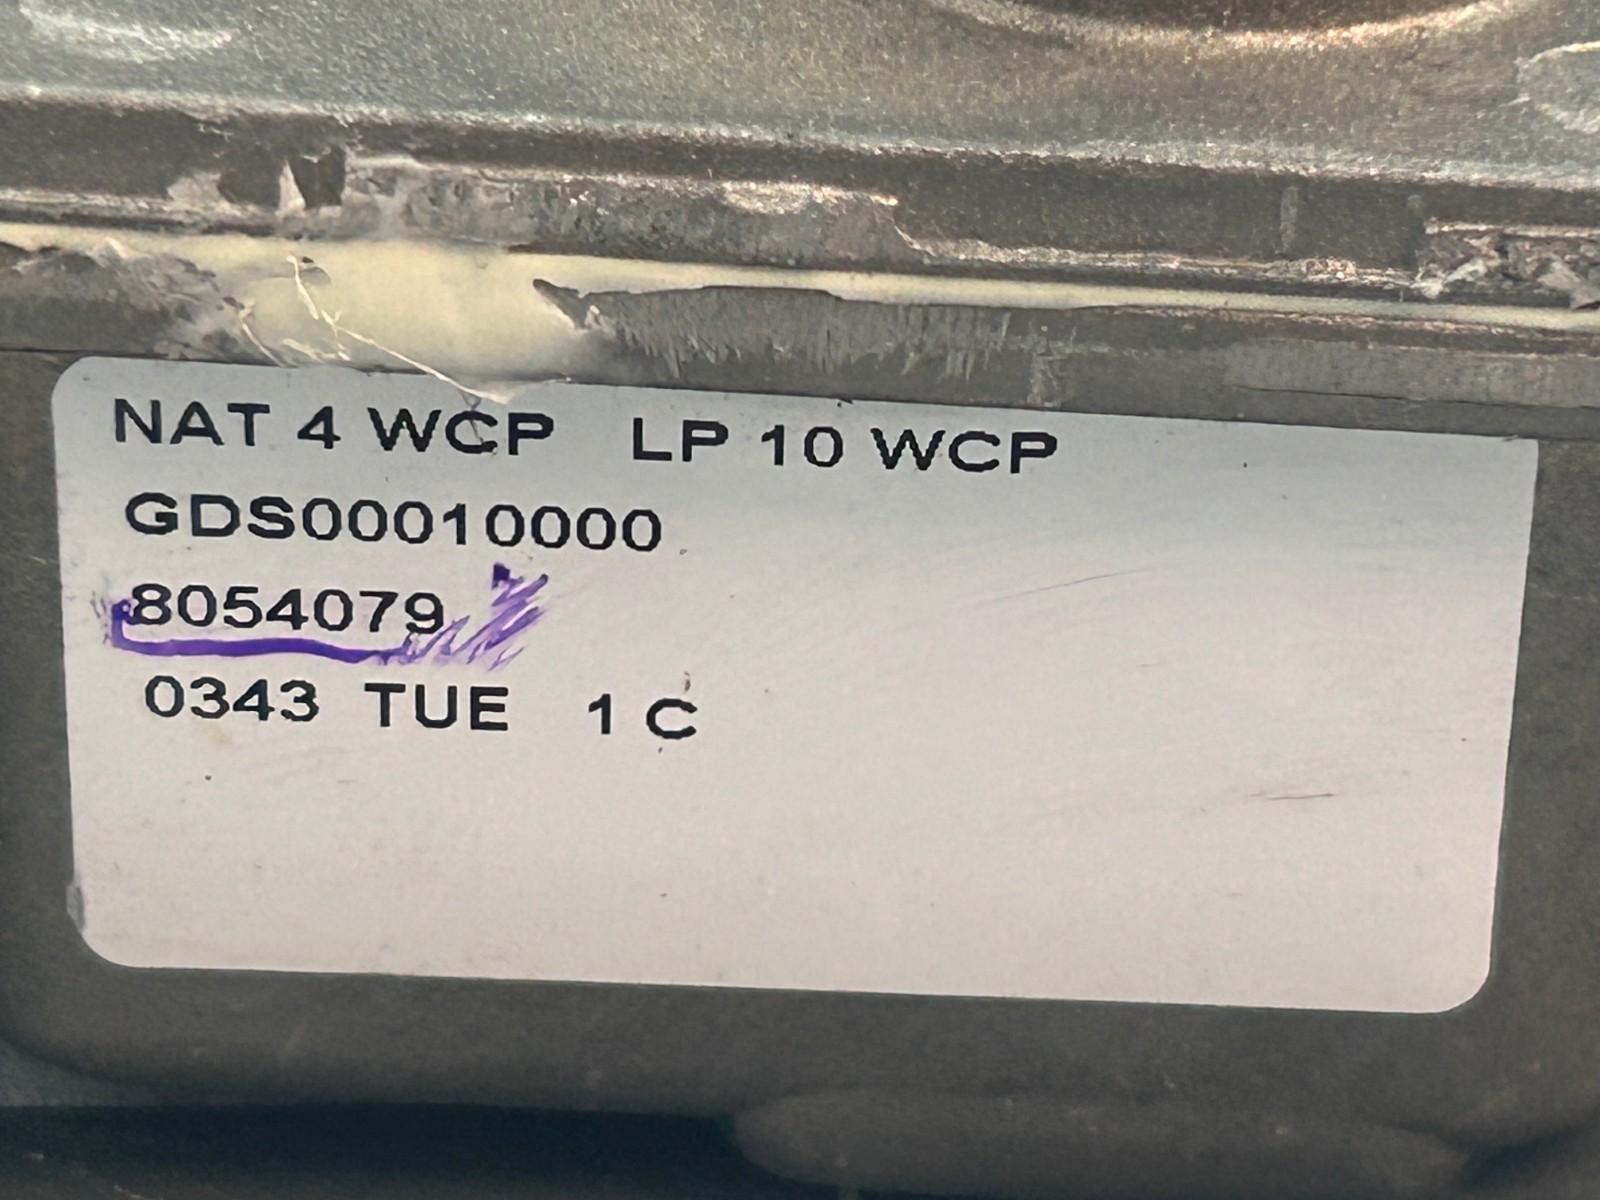 NAT 4 WCP LP 10 WCP
GDS00010000
8054079
0343 TUE 1 C